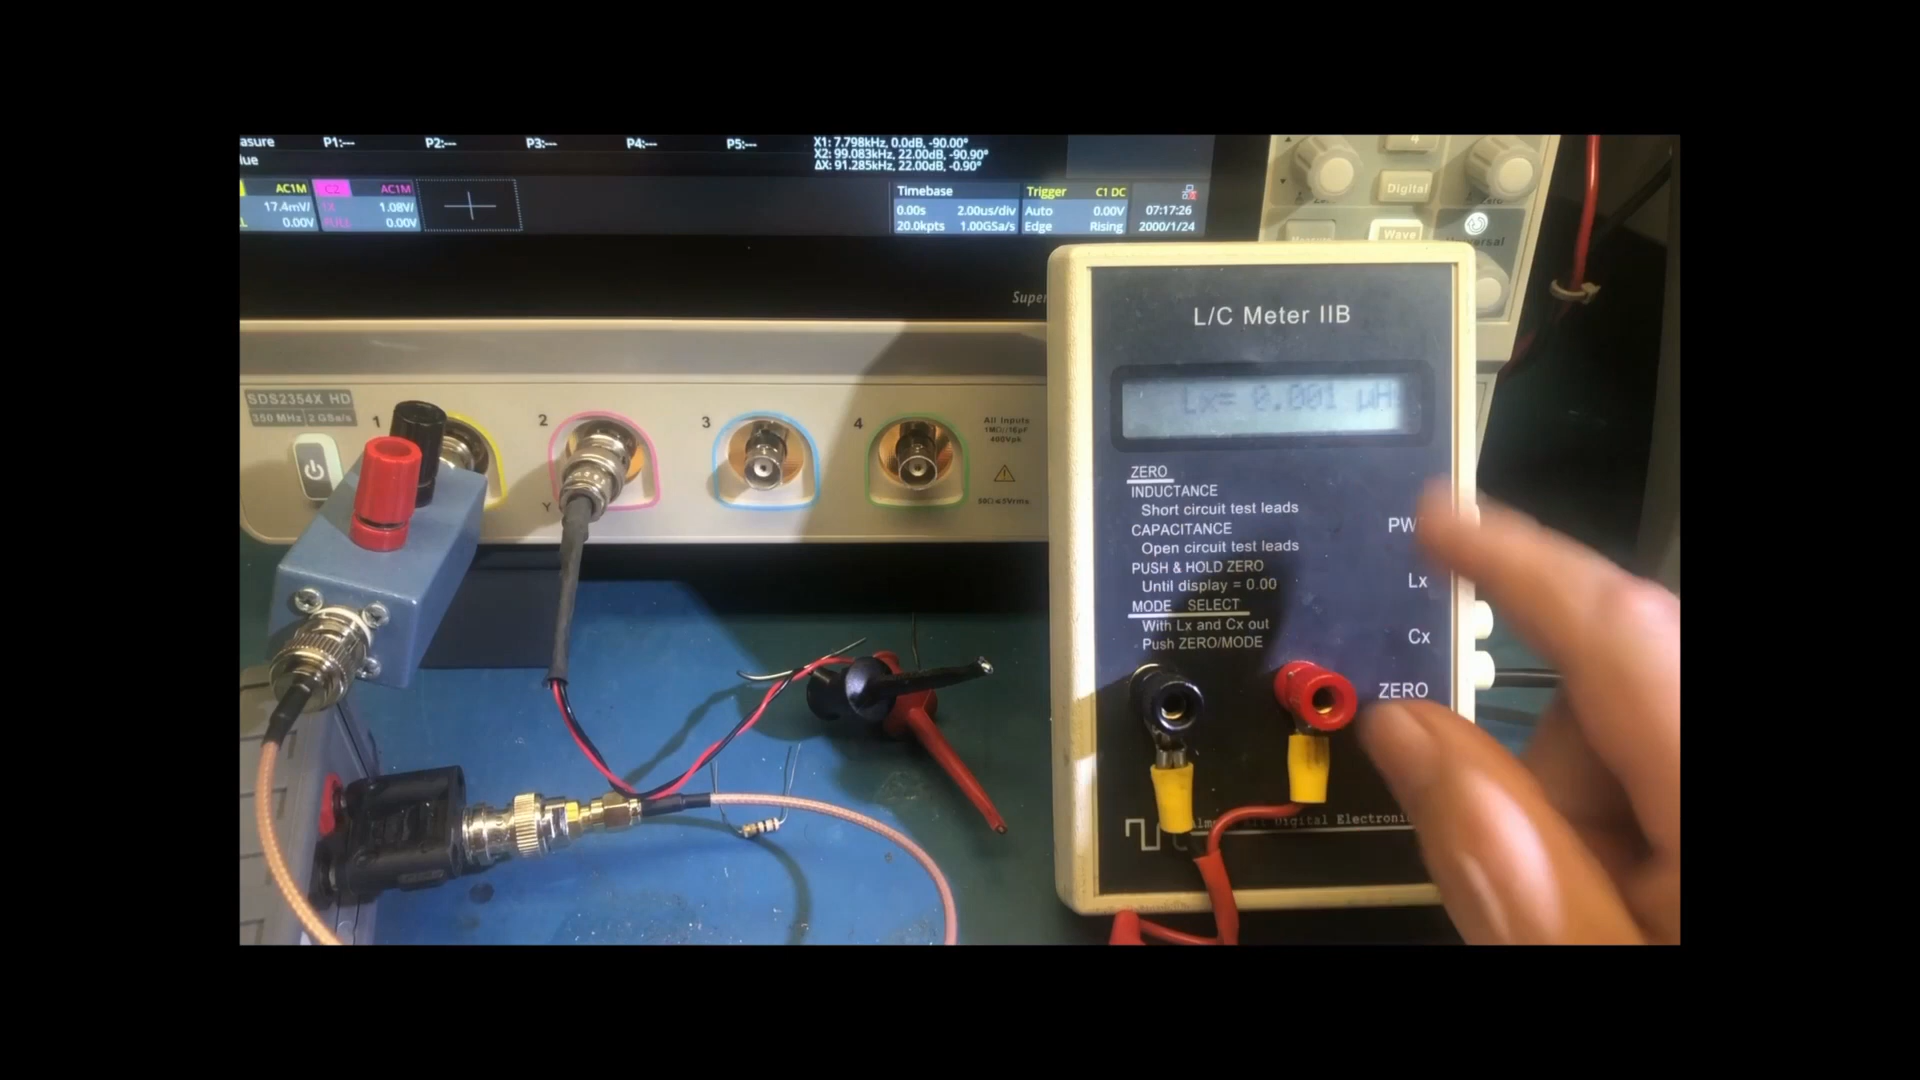 P1:---
P2:---
P3:---
P4:---
P5:---
X1: 7.798kHz, 0.0dB, -90.00°
X2: 99.083kHz, 22.00dB, -90.90°
ΔX: 91.285kHz, 22.00dB, -0.90°
AC1M
17.4mV/
0.00V
C2 AC1M
1X 1.08V/
FULL 0.00V
Timebase
0.00s 2.00us/div
20.0kpts 1.00GSa/s
Trigger C1 DC
Auto 0.00V
Edge Rising
07:17:26
2000/1/24
4
Digital
Zero
Wave
Super
SDS2354X HD
350 MHz 2 GSa/s
1
2
3
4
Y
All Inputs
400Vpk
L/C Meter IIB
Lx= 0.001 μH
ZERO
INDUCTANCE
Short circuit test leads
CAPACITANCE
Open circuit test leads
PUSH & HOLD ZERO
Until display = 0.00
MODE SELECT
With Lx and Cx out
Push ZERO/MODE
PW
Lx
Cx
ZERO
Digital Electroni